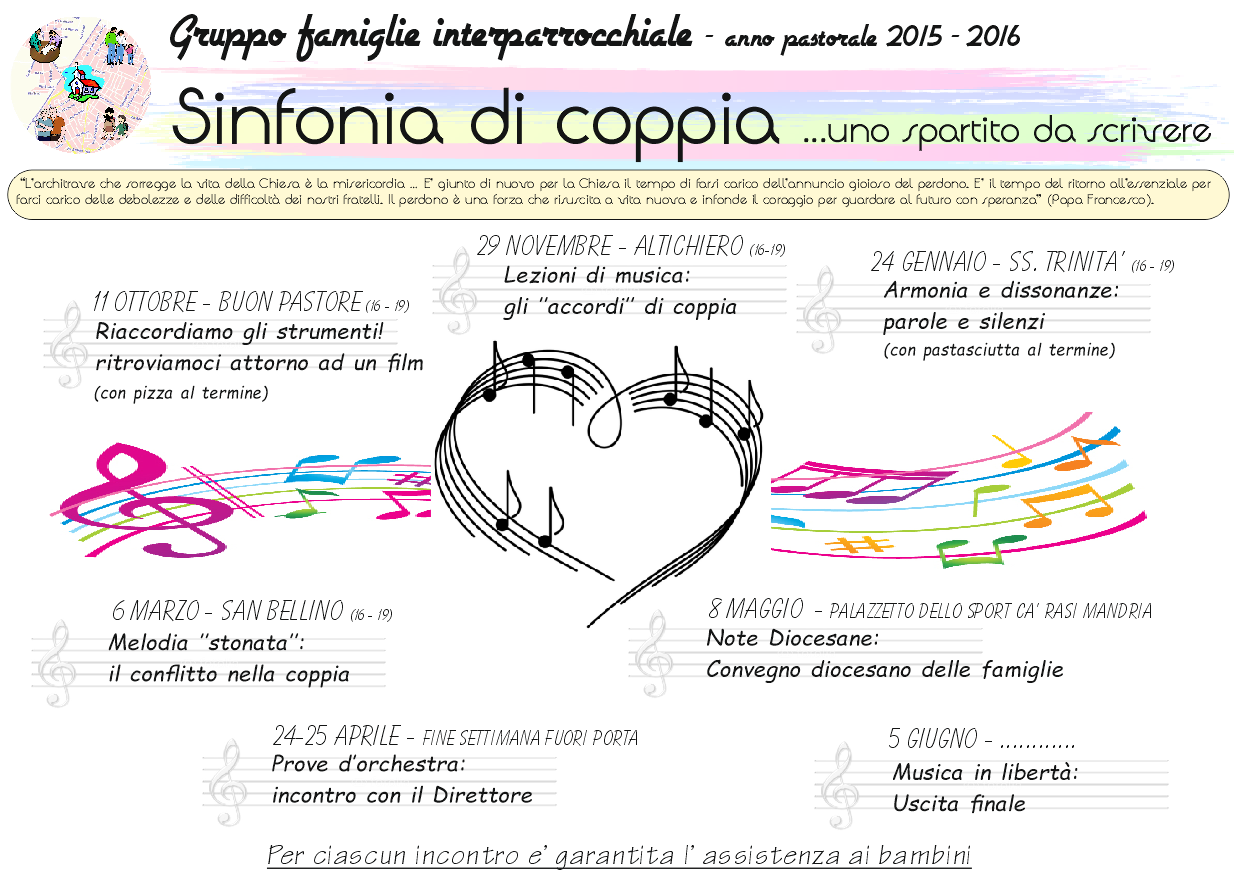 Gruppo famiglie interparrocchiale - anno pastorale 2015 - 2016
Sinfonia di coppia ...uno spartito da scrivere
"L'architrave che sorregge la vita della Chiesa è la misericordia ... E' giunto di nuovo per la Chiesa il tempo di farsi carico dell'annuncio gioioso del perdono. E' il tempo del ritorno all'essenziale per
farci carico delle debolezze e delle difficoltà dei nostri fratelli. Il perdono è una forza che risuscita a vita nuova e infonde il coraggio per guardare al futuro con speranza" (Papa Francesco).
11 OTTOBRE - BUON PASTORE (16 - 19)
Riaccordiamo gli strumenti!
ritroviamoci attorno ad un film
(con pizza al termine)
29 NOVEMBRE - ALTICHIERO (16-19)
Lezioni di musica:
gli "accordi" di coppia
24 GENNAIO - SS. TRINITA' (16 - 19)
Armonia e dissonanze:
parole e silenzi
(con pastasciutta al termine)
6 MARZO - SAN BELLINO (16 - 19)
Melodia "stonata":
il conflitto nella coppia
8 MAGGIO - PALAZZETTO DELLO SPORT CA' RASI MANDRIA
Note Diocesane:
Convegno diocesano delle famiglie
24-25 APRILE - FINE SETTIMANA FUORI PORTA
Prove d'orchestra:
incontro con il Direttore
5 GIUGNO - ............
Musica in libertà:
Uscita finale
Per ciascun incontro e' garantita l' assistenza ai bambini